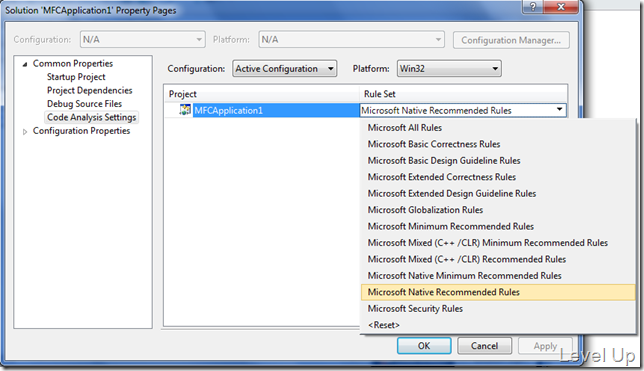 Solution 'MFCApplication1' Property Pages
Configuration: N/A Platform: N/A Configuration Manager...
Common Properties
Startup Project
Project Dependencies
Debug Source Files
Code Analysis Settings
Configuration Properties
Configuration: Active Configuration Platform: Win32
Project Rule Set
MFCApplication1 Microsoft Native Recommended Rules
Microsoft All Rules
Microsoft Basic Correctness Rules
Microsoft Basic Design Guideline Rules
Microsoft Extended Correctness Rules
Microsoft Extended Design Guideline Rules
Microsoft Globalization Rules
Microsoft Minimum Recommended Rules
Microsoft Mixed (C++ /CLR) Minimum Recommended Rules
Microsoft Mixed (C++ /CLR) Recommended Rules
Microsoft Native Minimum Recommended Rules
Microsoft Native Recommended Rules
Microsoft Security Rules
<Reset>
OK Cancel Apply
Level Up